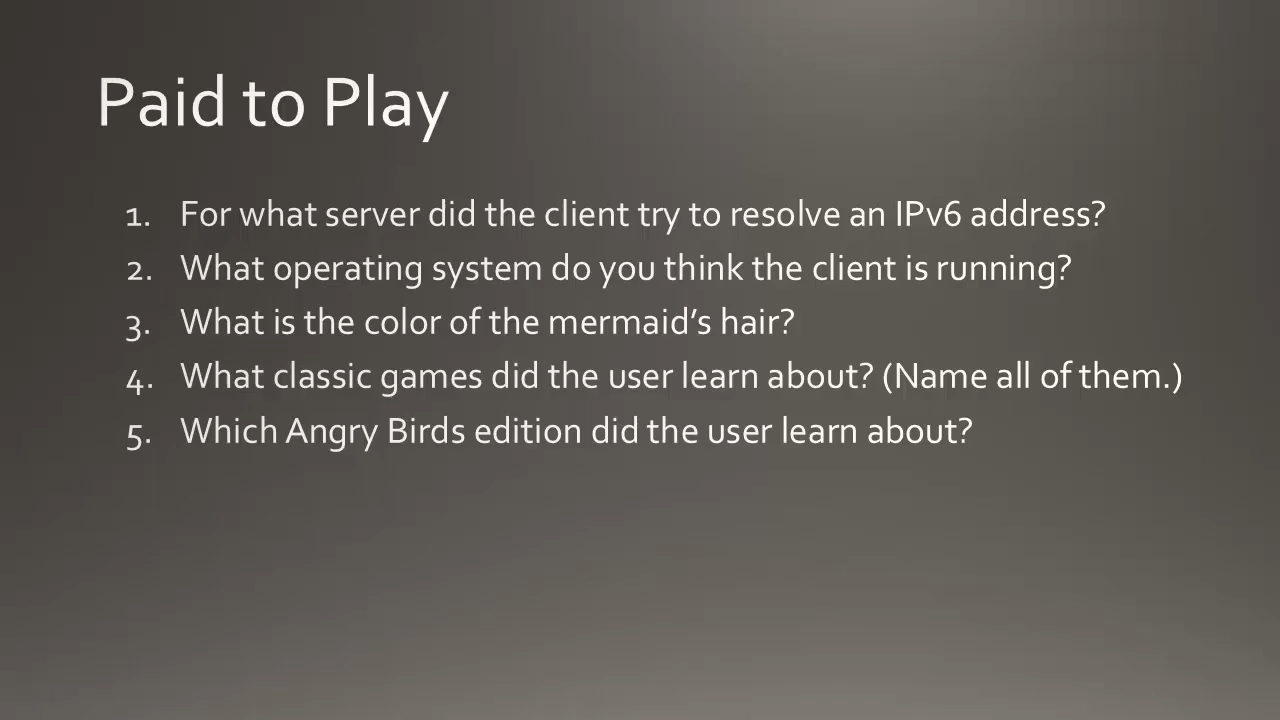 Paid to Play
1. For what server did the client try to resolve an IPv6 address?
2. What operating system do you think the client is running?
3. What is the color of the mermaid’s hair?
4. What classic games did the user learn about? (Name all of them.)
5. Which Angry Birds edition did the user learn about?